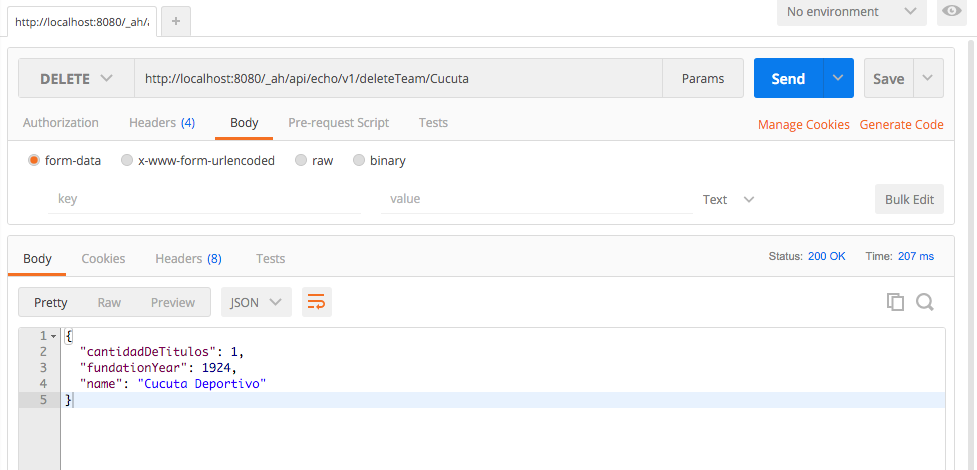 http://localhost:8080/_ah/a +
No environment
DELETE http://localhost:8080/_ah/api/echo/v1/deleteTeam/Cucuta Params Send Save
Authorization Headers (4) Body Pre-request Script Tests Manage Cookies Generate Code
form-data x-www-form-urlencoded raw binary
key value Text Bulk Edit
Body Cookies Headers (8) Tests Status: 200 OK Time: 207 ms
Pretty Raw Preview JSON
1 {
2 "cantidadDeTitulos": 1,
3 "fundationYear": 1924,
4 "name": "Cucuta Deportivo"
5 }